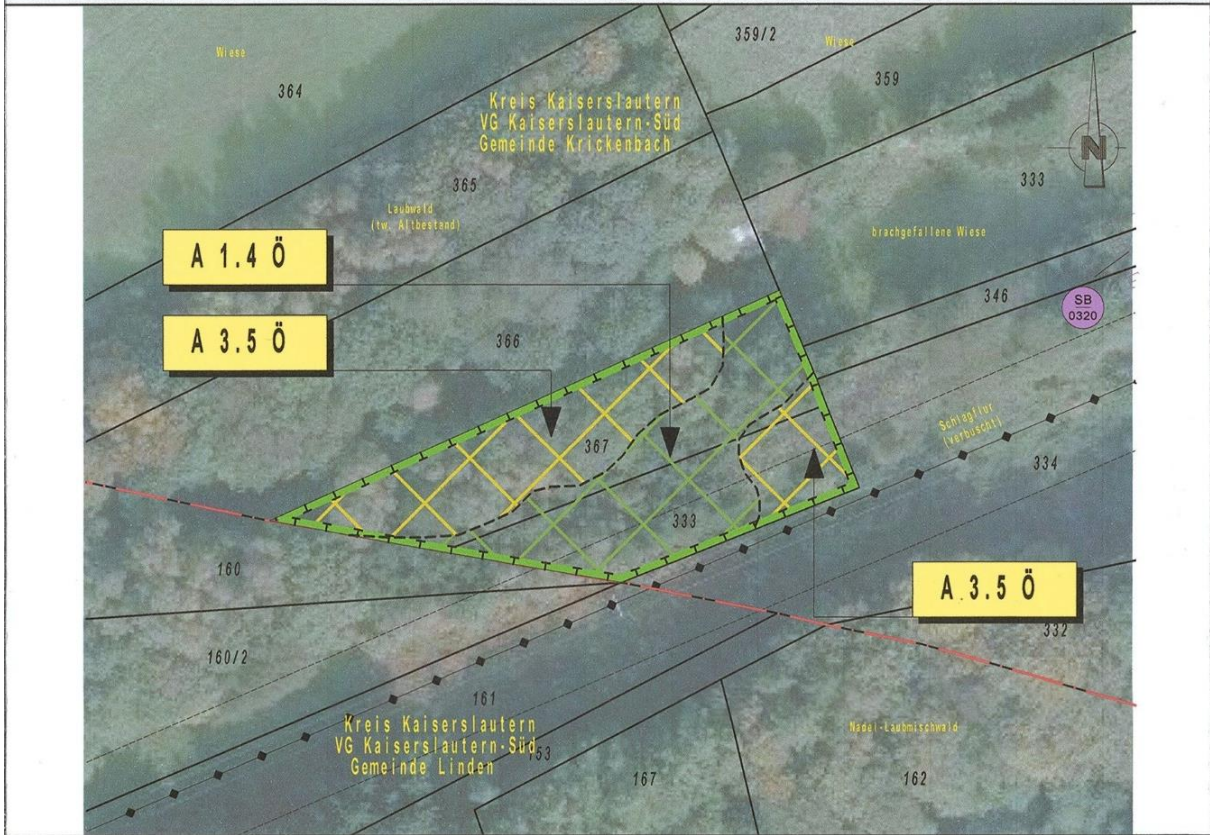 Wiese
364
359/2
Wiese
359
Kreis Kaiserslautern
VG Kaiserslautern-Süd
Gemeinde Krickenbach
N
365
333
Laubwald
(tw. Altbestand)
brachgefallene Wiese
A 1.4 Ö
346
SB
0320
A 3.5 Ö
366
367
Schlagflur
(verbuscht)
334
333
160
A 3.5 Ö
332
160/2
161
Kreis Kaiserslautern
VG Kaiserslautern-Süd
Gemeinde Linden
153
Nadel-Laubmischwald
167
162